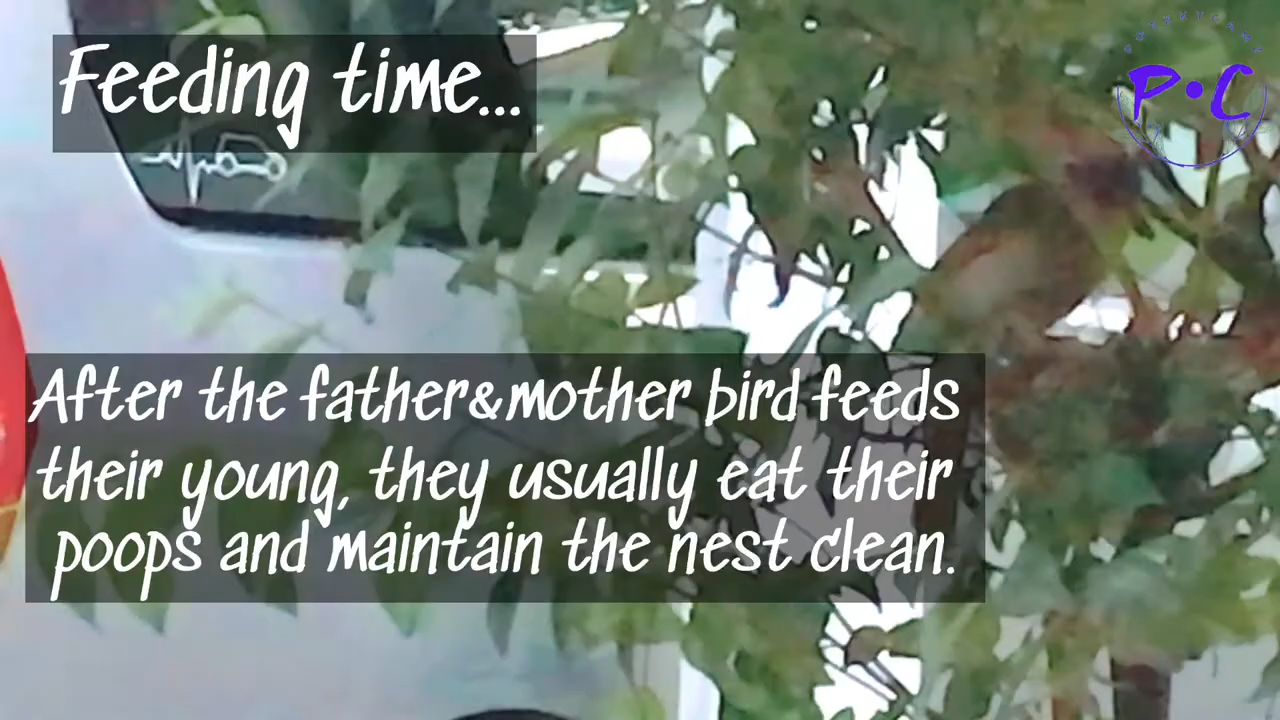 Feeding time...
P•C
After the father&mother bird feeds
their young, they usually eat their
poops and maintain the nest clean.